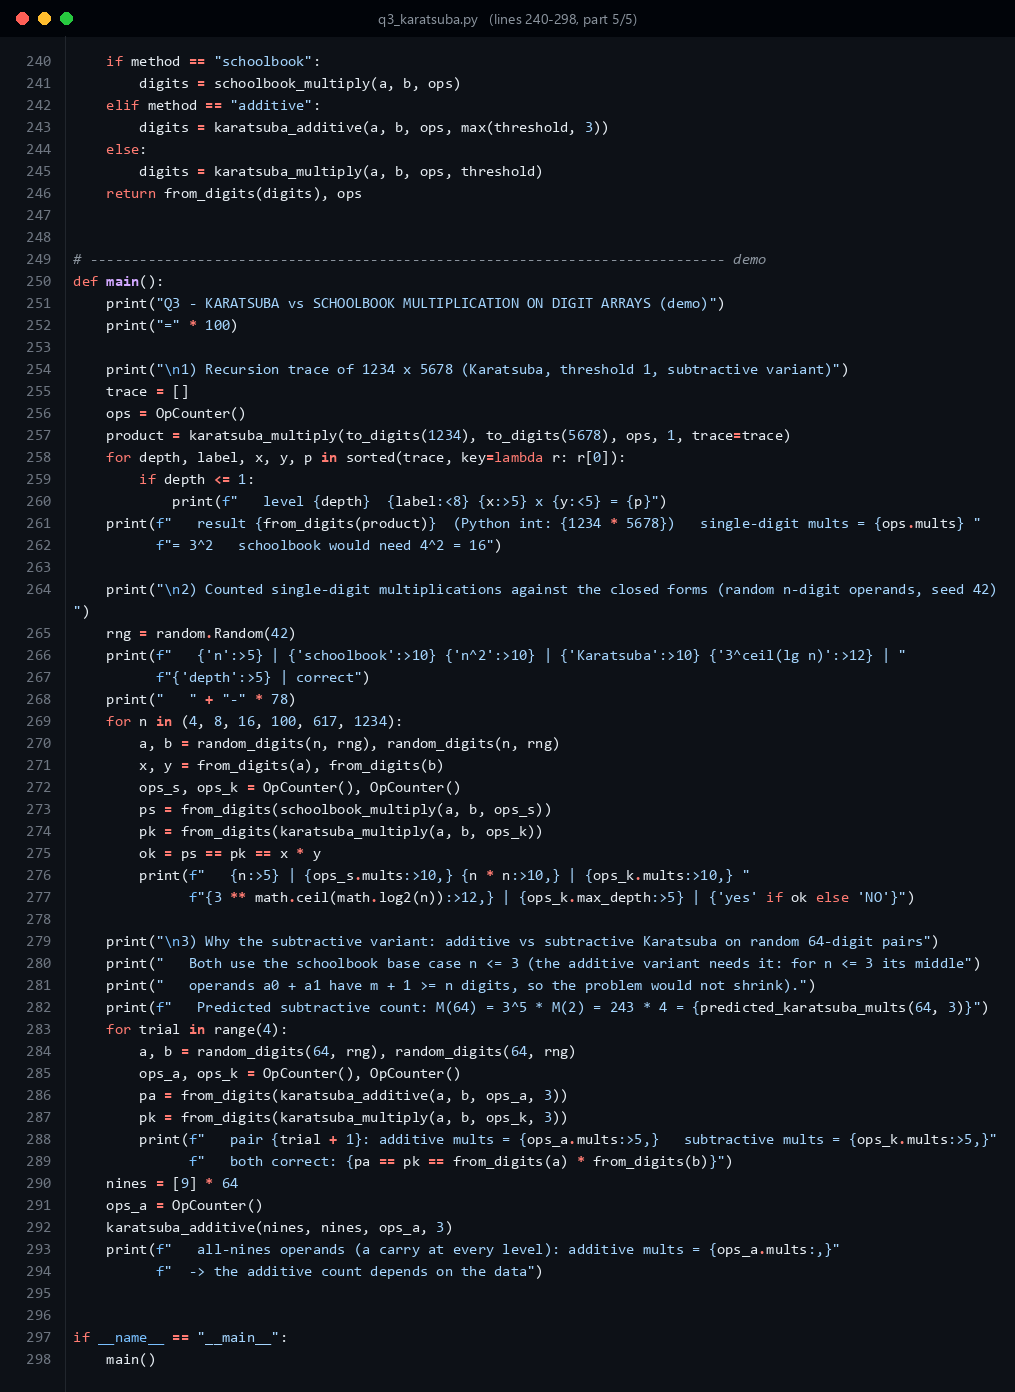 q3_karatsuba.py   (lines 240-298, part 5/5)
240     if method == "schoolbook":
241         digits = schoolbook_multiply(a, b, ops)
242     elif method == "additive":
243         digits = karatsuba_additive(a, b, ops, max(threshold, 3))
244     else:
245         digits = karatsuba_multiply(a, b, ops, threshold)
246     return from_digits(digits), ops
247
248
249 # ----------------------------------------------------------------------------- demo
250 def main():
251     print("Q3 - KARATSUBA vs SCHOOLBOOK MULTIPLICATION ON DIGIT ARRAYS (demo)")
252     print("=" * 100)
253
254     print("\n1) Recursion trace of 1234 x 5678 (Karatsuba, threshold 1, subtractive variant)")
255     trace = []
256     ops = OpCounter()
257     product = karatsuba_multiply(to_digits(1234), to_digits(5678), ops, 1, trace=trace)
258     for depth, label, x, y, p in sorted(trace, key=lambda r: r[0]):
259         if depth <= 1:
260             print(f"   level {depth}  {label:<8} {x:>5} x {y:<5} = {p}")
261     print(f"   result {from_digits(product)}  (Python int: {1234 * 5678})   single-digit mults = {ops.mults} "
262           f"= 3^2   schoolbook would need 4^2 = 16")
263
264     print("\n2) Counted single-digit multiplications against the closed forms (random n-digit operands, seed 42)
")
265     rng = random.Random(42)
266     print(f"   {'n':>5} | {'schoolbook':>10} {'n^2':>10} | {'Karatsuba':>10} {'3^ceil(lg n)':>12} | "
267           f"{'depth':>5} | correct")
268     print("   " + "-" * 78)
269     for n in (4, 8, 16, 100, 617, 1234):
270         a, b = random_digits(n, rng), random_digits(n, rng)
271         x, y = from_digits(a), from_digits(b)
272         ops_s, ops_k = OpCounter(), OpCounter()
273         ps = from_digits(schoolbook_multiply(a, b, ops_s))
274         pk = from_digits(karatsuba_multiply(a, b, ops_k))
275         ok = ps == pk == x * y
276         print(f"   {n:>5} | {ops_s.mults:>10,} {n * n:>10,} | {ops_k.mults:>10,} "
277               f"{3 ** math.ceil(math.log2(n)):>12,} | {ops_k.max_depth:>5} | {'yes' if ok else 'NO'}")
278
279     print("\n3) Why the subtractive variant: additive vs subtractive Karatsuba on random 64-digit pairs")
280     print("   Both use the schoolbook base case n <= 3 (the additive variant needs it: for n <= 3 its middle")
281     print("   operands a0 + a1 have m + 1 >= n digits, so the problem would not shrink).")
282     print(f"   Predicted subtractive count: M(64) = 3^5 * M(2) = 243 * 4 = {predicted_karatsuba_mults(64, 3)}")
283     for trial in range(4):
284         a, b = random_digits(64, rng), random_digits(64, rng)
285         ops_a, ops_k = OpCounter(), OpCounter()
286         pa = from_digits(karatsuba_additive(a, b, ops_a, 3))
287         pk = from_digits(karatsuba_multiply(a, b, ops_k, 3))
288         print(f"   pair {trial + 1}: additive mults = {ops_a.mults:>5,}   subtractive mults = {ops_k.mults:>5,}"
289               f"   both correct: {pa == pk == from_digits(a) * from_digits(b)}")
290     nines = [9] * 64
291     ops_a = OpCounter()
292     karatsuba_additive(nines, nines, ops_a, 3)
293     print(f"   all-nines operands (a carry at every level): additive mults = {ops_a.mults:,}"
294           f"  -> the additive count depends on the data")
295
296
297 if __name__ == "__main__":
298     main()